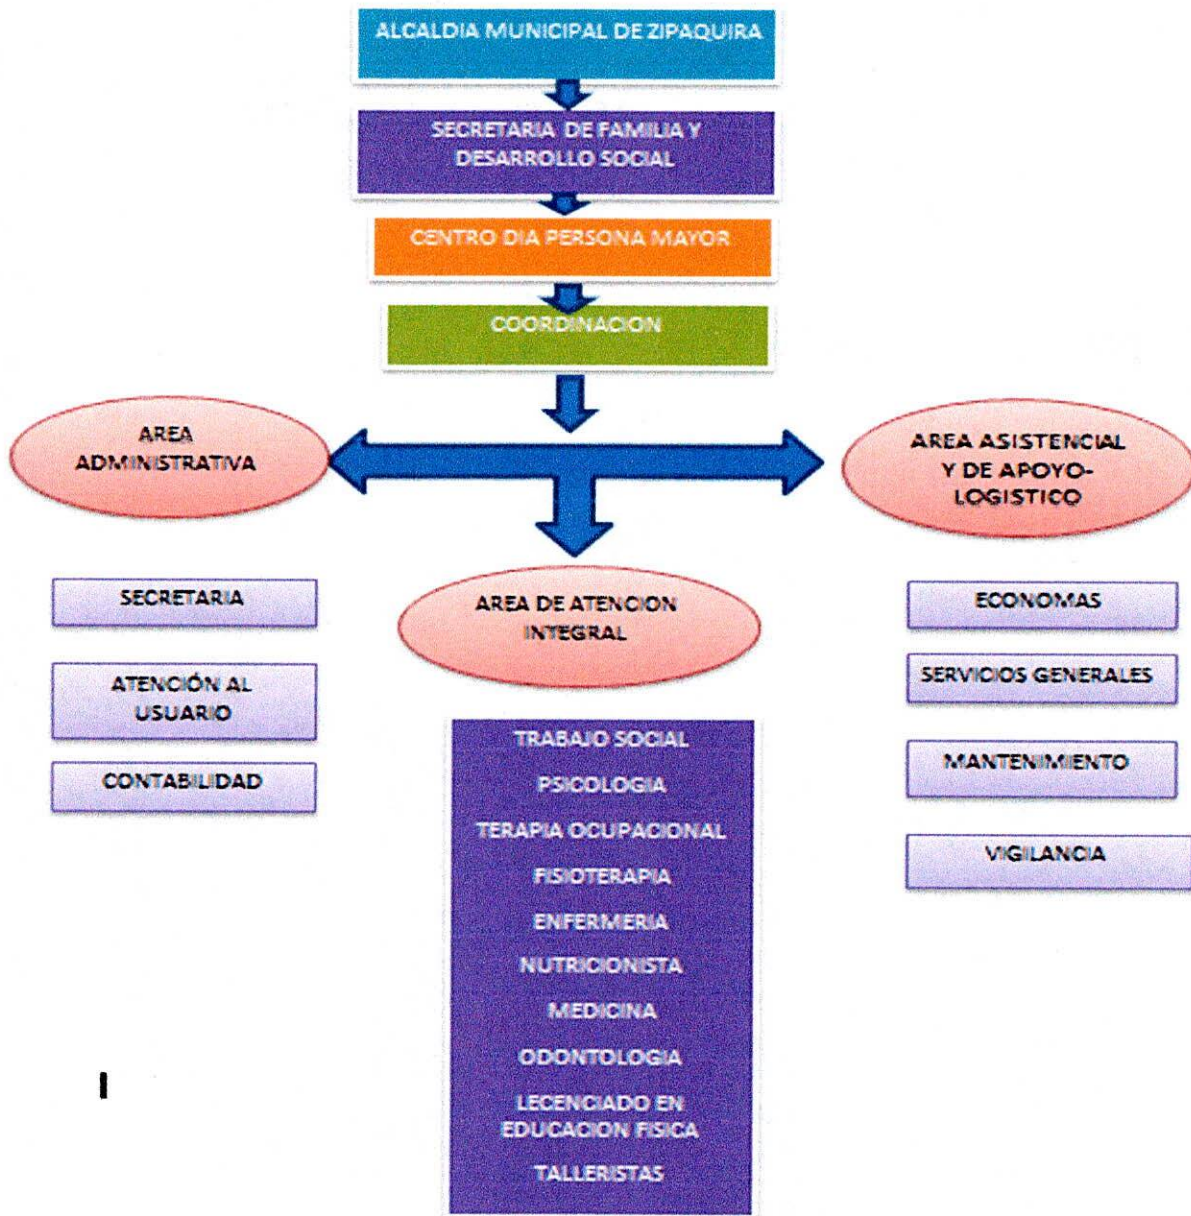 ALCALDIA MUNICIPAL DE ZIPAQUIRA
SECRETARIA DE FAMILIA Y
DESARROLLO SOCIAL
CENTRO DIA PERSONA MAYOR
COORDINACION
AREA
ADMINISTRATIVA
AREA ASISTENCIAL
Y DE APOYO-
LOGISTICO
SECRETARIA
ATENCIÓN AL
USUARIO
CONTABILIDAD
AREA DE ATENCION
INTEGRAL
TRABAJO SOCIAL
PSICOLOGIA
TERAPIA OCUPACIONAL
FISIOTERAPIA
ENFERMERIA
NUTRICIONISTA
MEDICINA
ODONTOLOGIA
LECENCIADO EN
EDUCACION FISICA
TALLERISTAS
ECONOMAS
SERVICIOS GENERALES
MANTENIMIENTO
VIGILANCIA